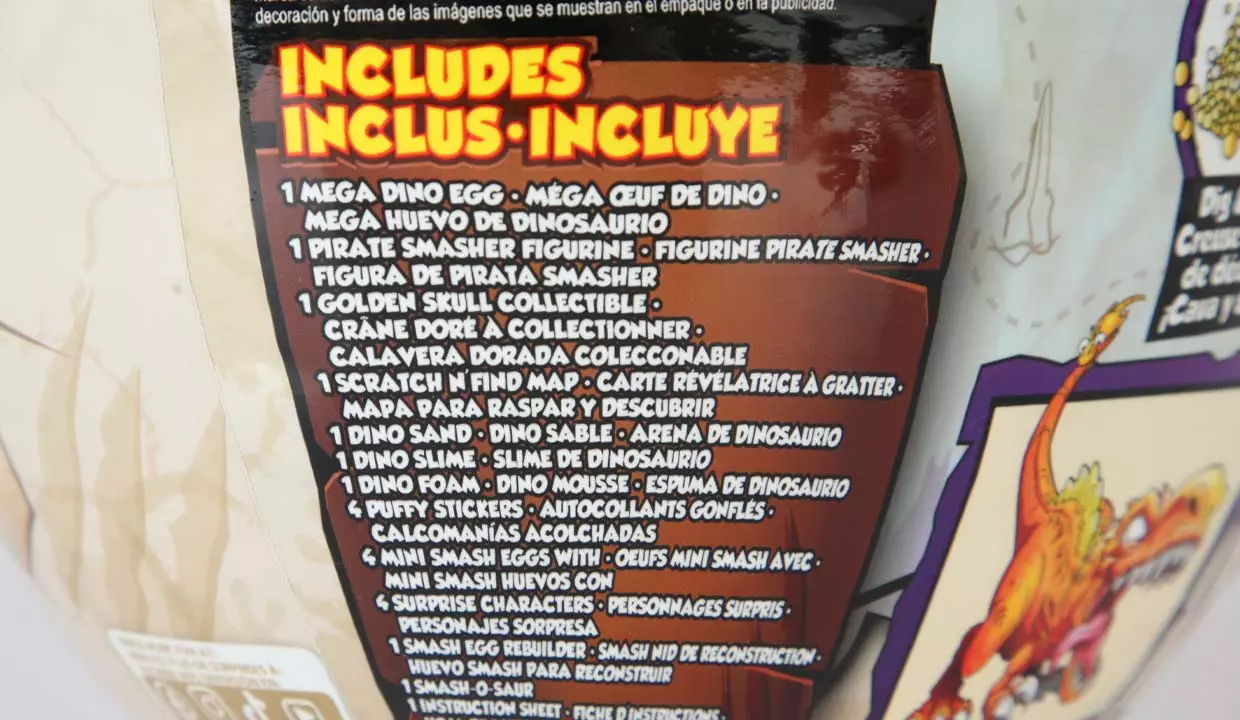 decoración y forma de las imágenes que se muestran en el empaque o en la publicidad.
INCLUDES
INCLUS • INCLUYE
1 MEGA DINO EGG • MÉGA ŒUF DE DINO •
MEGA HUEVO DE DINOSAURIO
1 PIRATE SMASHER FIGURINE • FIGURINE PIRATE SMASHER •
FIGURA DE PIRATA SMASHER
1 GOLDEN SKULL COLLECTIBLE •
CRÂNE DORÉ A COLLECTIONNER •
CALAVERA DORADA COLECCONABLE
1 SCRATCH N' FIND MAP • CARTE RÉVÉLATRICE À GRATTER •
MAPA PARA RASPAR Y DESCUBRIR
1 DINO SAND • DINO SABLE • ARENA DE DINOSAURIO
1 DINO SLIME • SLIME DE DINOSAURIO
1 DINO FOAM • DINO MOUSSE • ESPUMA DE DINOSAURIO
4 PUFFY STICKERS • AUTOCOLLANTS GONFLÉS •
CALCOMANÍAS ACOLCHADAS
4 MINI SMASH EGGS WITH • OEUFS MINI SMASH AVEC •
MINI SMASH HUEVOS CON
4 SURPRISE CHARACTERS • PERSONNAGES SURPRIS •
PERSONAJES SORPRESA
1 SMASH EGG REBUILDER • SMASH NID DE RECONSTRUCTION •
HUEVO SMASH PARA RECONSTRUIR
1 SMASH-O-SAUR
1 INSTRUCTION SHEET • FICHE D'INSTRUCTIONS •
Dig
Creuse
de
¡Cava y